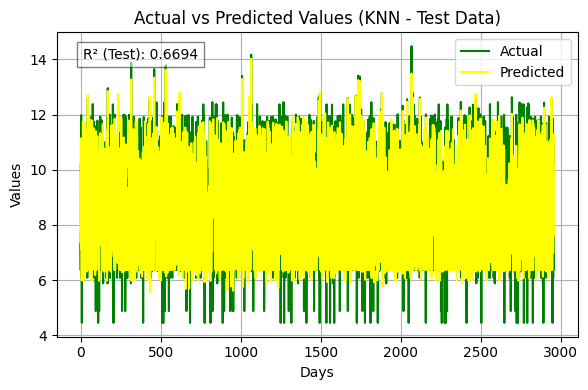 Actual vs Predicted Values (KNN - Test Data)
R² (Test): 0.6694
Actual
Predicted
Values
14
12
10
8
6
4
0
500
1000
1500
2000
2500
3000
Days